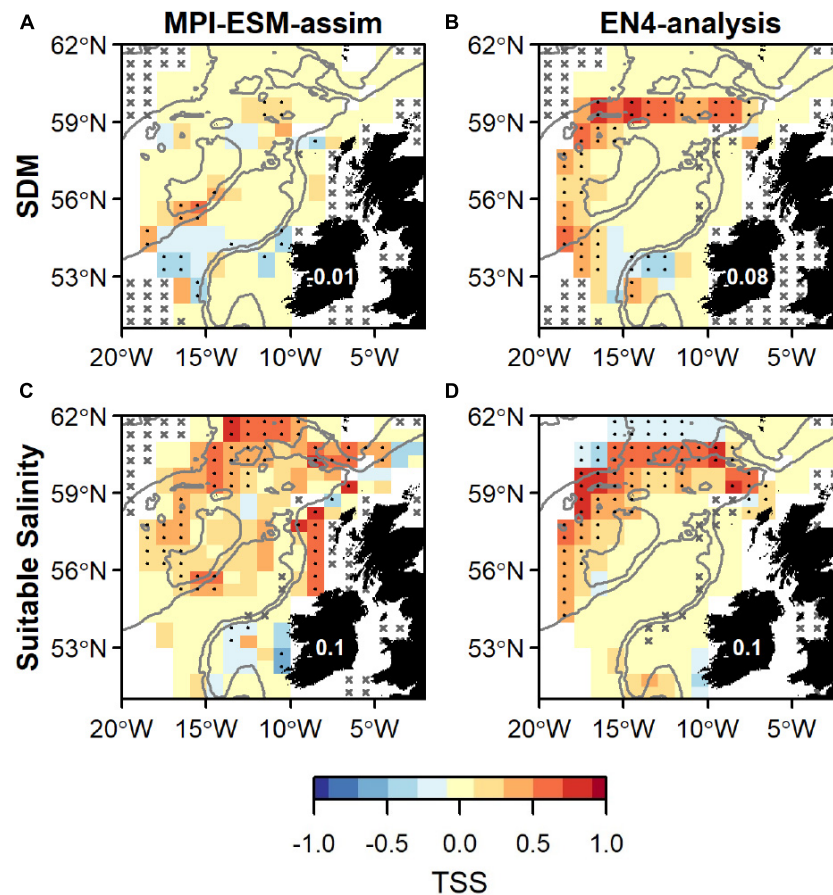 MPI-ESM-assim
EN4-analysis
A
B
SDM
62°N
59°N
56°N
53°N
-0.01
20°W
15°W
10°W
5°W
62°N
59°N
56°N
53°N
0.08
20°W
15°W
10°W
5°W
C
D
Suitable Salinity
62°N
59°N
56°N
53°N
0.1
20°W
15°W
10°W
5°W
62°N
59°N
56°N
53°N
0.1
20°W
15°W
10°W
5°W
-1.0
-0.5
0.0
0.5
1.0
TSS